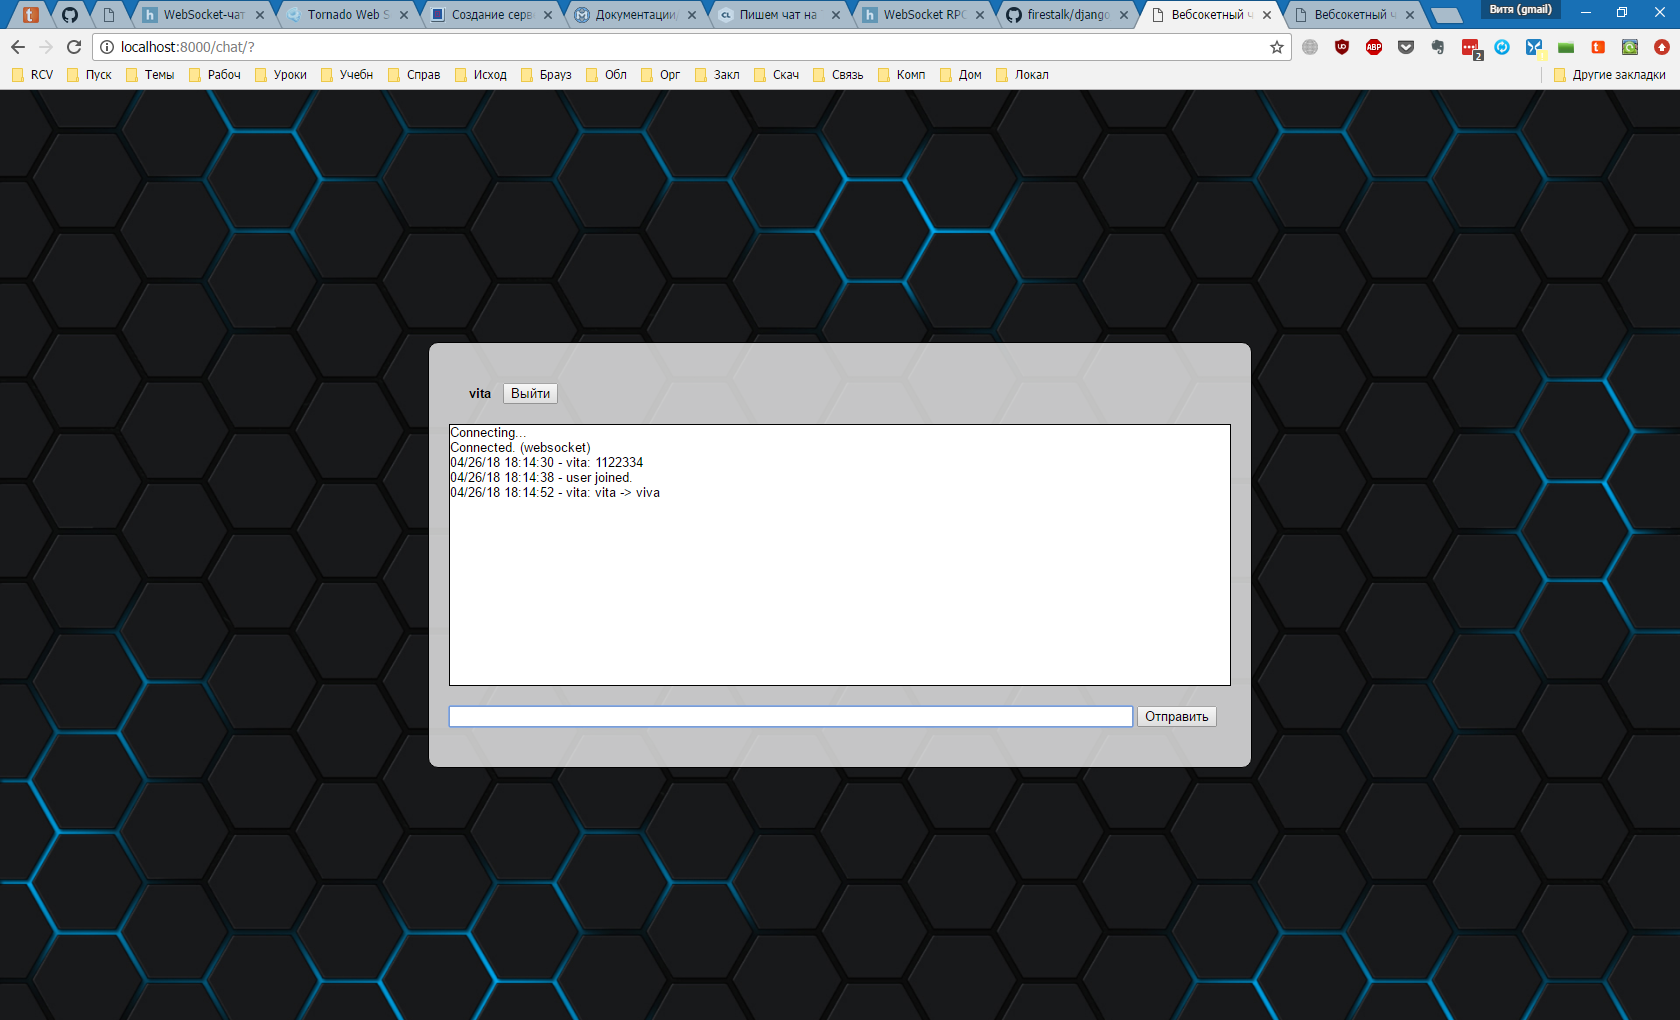 WebSocket-чат
Tornado Web S
Создание серв
Документации
Пишем чат на
WebSocket RPC
firestalk/django
Вебсокетный ч
Вебсокетный ч
Витя (gmail)
localhost:8000/chat/?
2
RCV Пуск Темы Рабоч Уроки Учебн Справ Исход Брауз Обл Орг Закл Скач Связь Комп Дом Локал Другие закладки
vita Выйти
Connecting...
Connected. (websocket)
04/26/18 18:14:30 - vita: 1122334
04/26/18 18:14:38 - user joined.
04/26/18 18:14:52 - vita: vita -> viva
Отправить